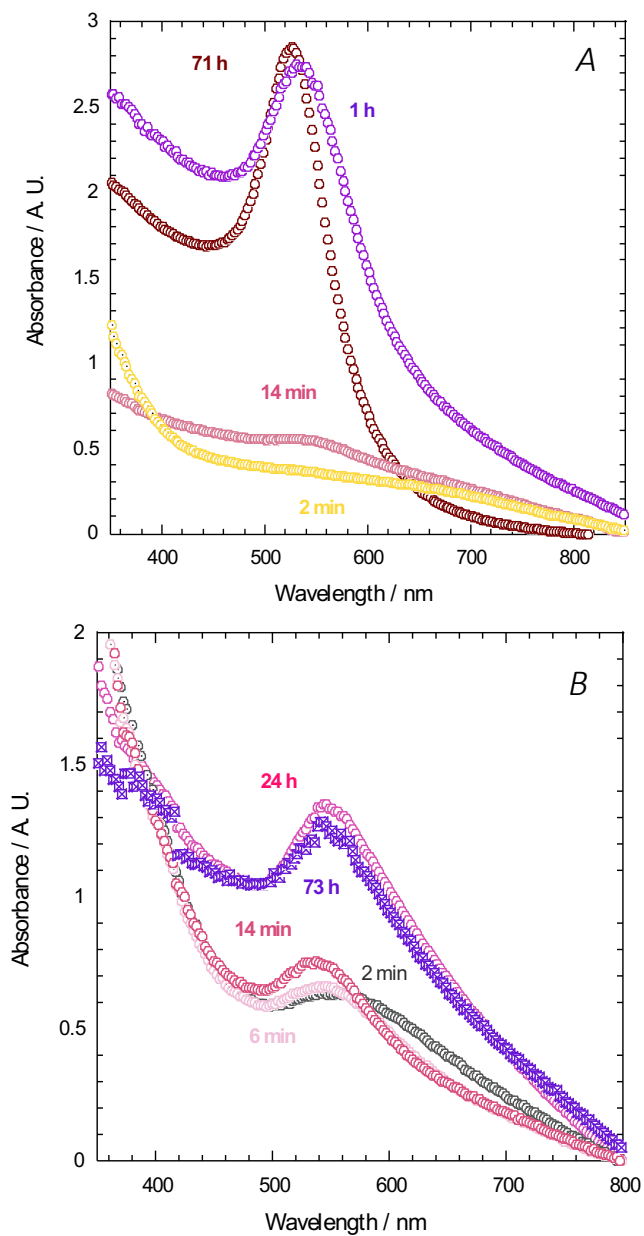 3
A
71 h
2.5
1 h
2
Absorbance / A. U.
1.5
1
14 min
0.5
2 min
0
400 500 600 700 800
Wavelength / nm
2
B
1.5
24 h
Absorbance / A. U.
73 h
1
14 min
2 min
0.5
6 min
0
400 500 600 700 800
Wavelength / nm